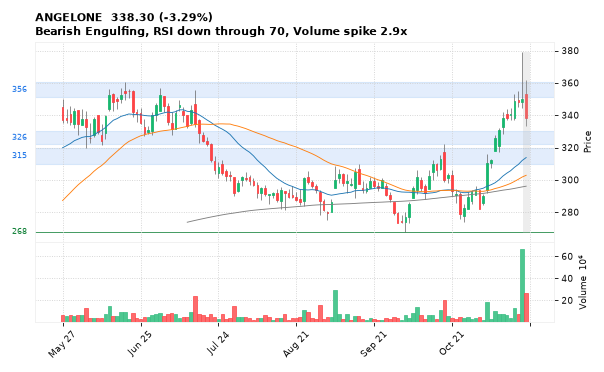 ANGELONE 338.30 (-3.29%)
Bearish Engulfing, RSI down through 70, Volume spike 2.9x
380
360
356
340
326
320
315
300
280
268
Price
60
40
20
Volume 10⁴
May 27
Jun 25
Jul 24
Aug 21
Sep 21
Oct 21